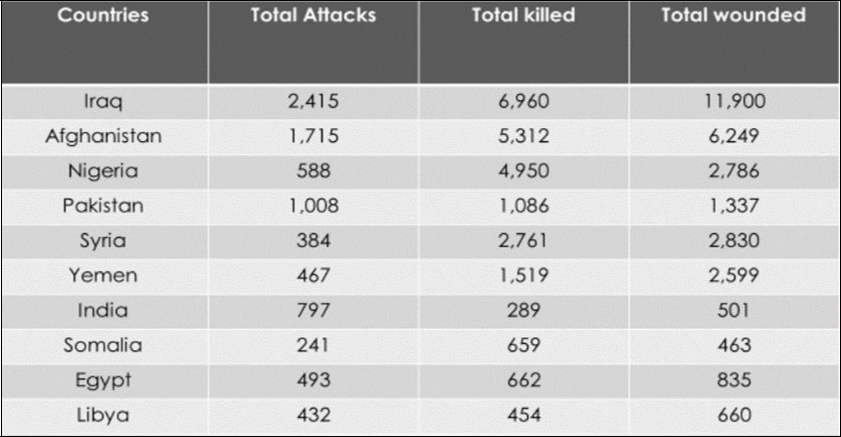 Countries Total Attacks Total killed Total wounded
Iraq 2,415 6,960 11,900
Afghanistan 1,715 5,312 6,249
Nigeria 588 4,950 2,786
Pakistan 1,008 1,086 1,337
Syria 384 2,761 2,830
Yemen 467 1,519 2,599
India 797 289 501
Somalia 241 659 463
Egypt 493 662 835
Libya 432 454 660